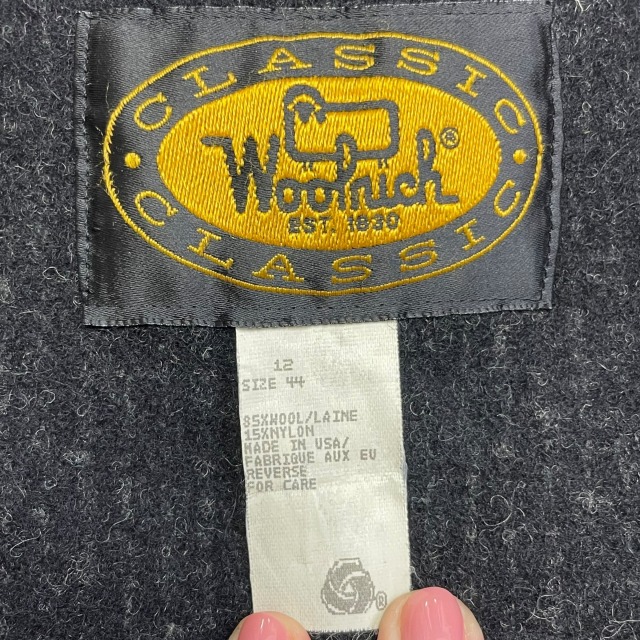 CLASSIC
Woolrich®
EST. 1830
CLASSIC
12
SIZE 44
85%WOOL/LAINE
15%NYLON
MADE IN USA/
FABRIQUE AUX EU
REVERSE
FOR CARE
®